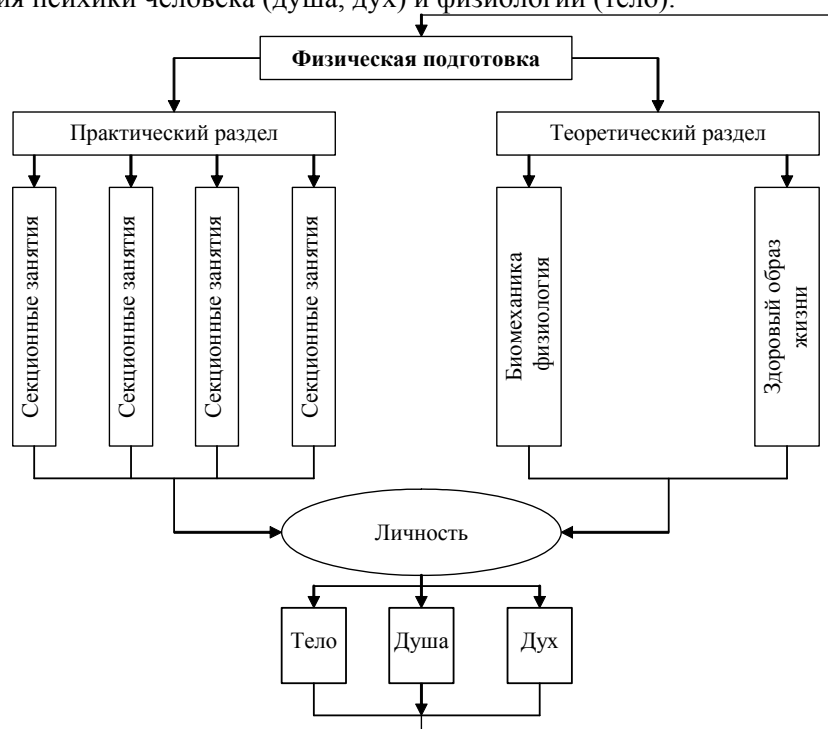 ия психики человека (душа, дух) и физиологии (тело).
Физическая подготовка
Практический раздел
Теоретический раздел
Секционные занятия
Секционные занятия
Секционные занятия
Секционные занятия
Биомеханика
физиология
Здоровый образ
жизни
Личность
Тело
Душа
Дух